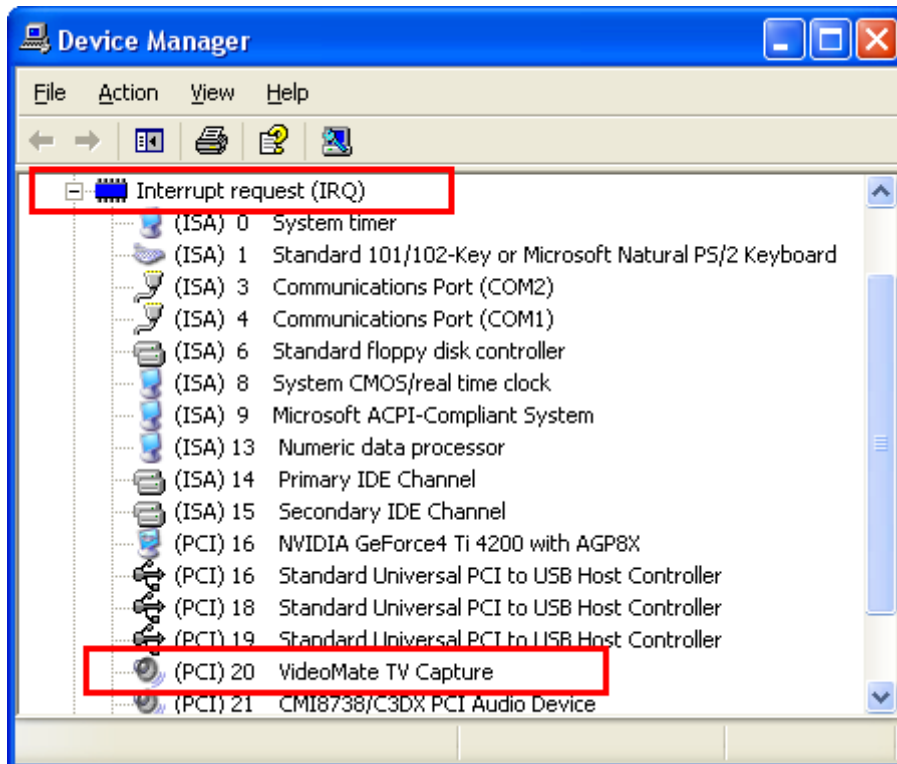 Device Manager
File Action View Help
Interrupt request (IRQ)
(ISA) 0 System timer
(ISA) 1 Standard 101/102-Key or Microsoft Natural PS/2 Keyboard
(ISA) 3 Communications Port (COM2)
(ISA) 4 Communications Port (COM1)
(ISA) 6 Standard floppy disk controller
(ISA) 8 System CMOS/real time clock
(ISA) 9 Microsoft ACPI-Compliant System
(ISA) 13 Numeric data processor
(ISA) 14 Primary IDE Channel
(ISA) 15 Secondary IDE Channel
(PCI) 16 NVIDIA GeForce4 Ti 4200 with AGP8X
(PCI) 16 Standard Universal PCI to USB Host Controller
(PCI) 18 Standard Universal PCI to USB Host Controller
(PCI) 19 Standard Universal PCI to USB Host Controller
(PCI) 20 VideoMate TV Capture
(PCI) 21 CMI8738/C3DX PCI Audio Device